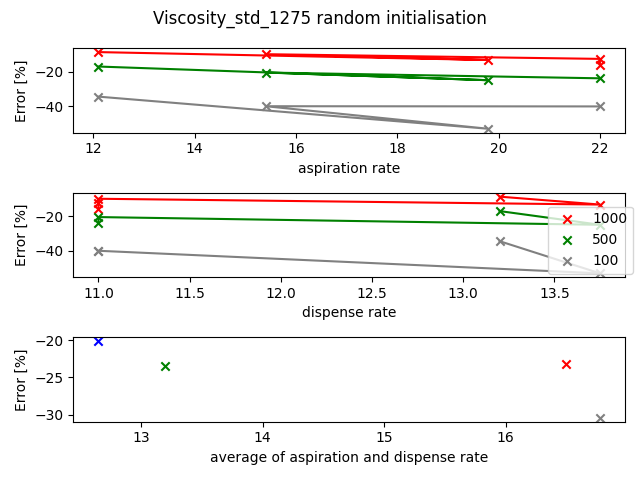 Viscosity_std_1275 random initialisation
Error [%]
−20
−40
12 14 16 18 20 22
aspiration rate
Error [%]
−20
−40
1000
500
100
11.0 11.5 12.0 12.5 13.0 13.5
dispense rate
Error [%]
−20
−25
−30
13 14 15 16
average of aspiration and dispense rate